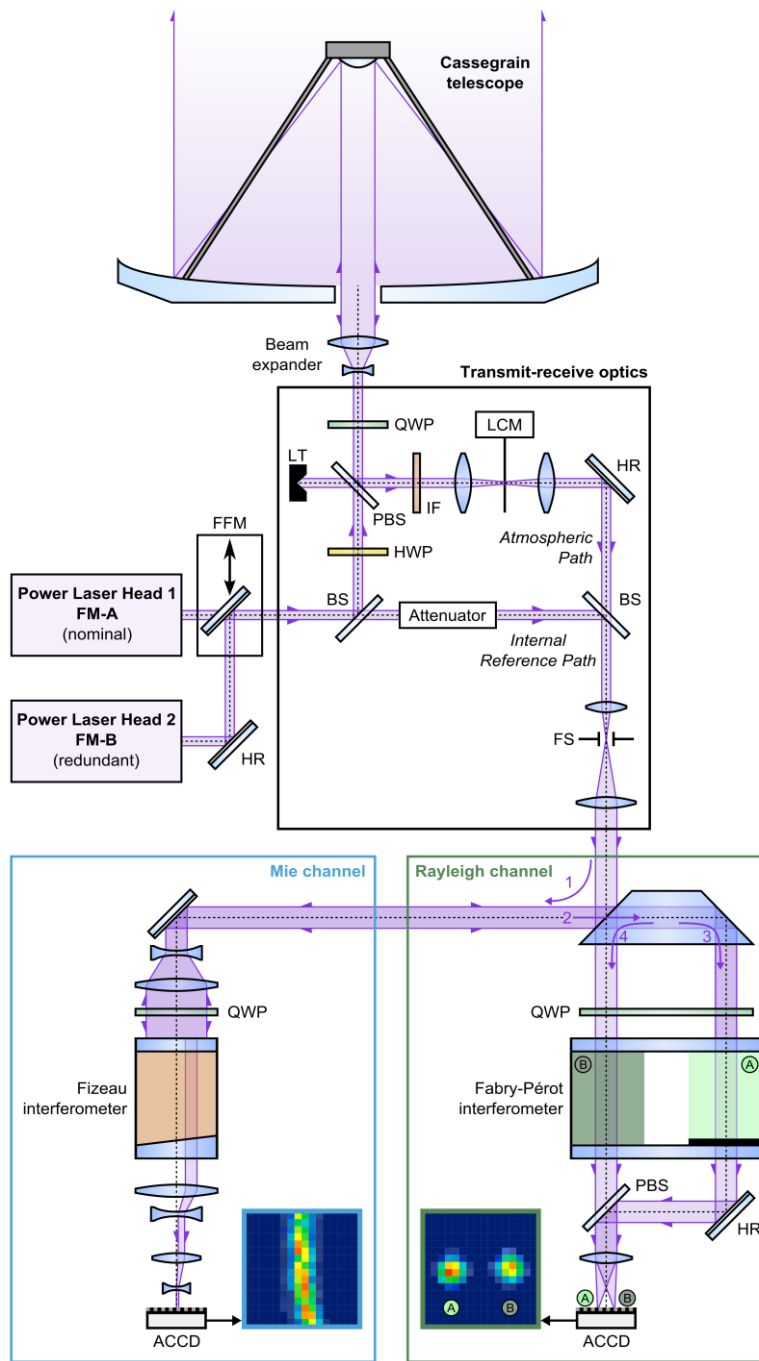 Cassegrain
telescope
Beam
expander
Transmit-receive optics
QWP
LCM
LT
HR
PBS
IF
FFM
HWP
Atmospheric
Path
Power Laser Head 1
FM-A
(nominal)
BS
Attenuator
BS
Internal
Reference Path
Power Laser Head 2
FM-B
(redundant)
HR
FS
Mie channel
Rayleigh channel
1
2
4
3
QWP
QWP
Fizeau
interferometer
Fabry-Pérot
interferometer
B
A
PBS
HR
A
B
A
B
ACCD
ACCD